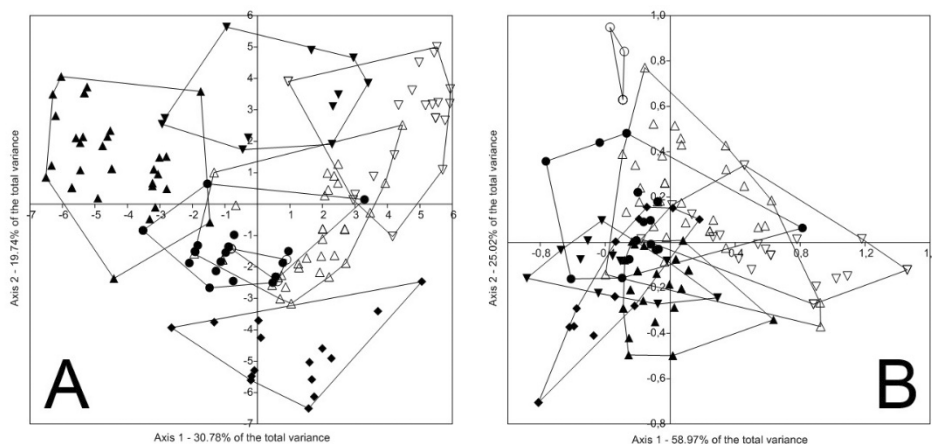 6
5
4
3
2
1
-7 -6 -5 -4 -3 -2 -1 0 1 2 3 4 5 6
-1
-2
-3
-4
-5
-6
-7
Axis 2 - 19.74% of the total variance
A
Axis 1 - 30.78% of the total variance
1,0
0,8
0,6
0,4
0,2
-0.8 -0.4 0.4 0.8 1.2 1.
-0,2
-0,4
-0,6
-0,8
Axis 2 - 25.02% of the total variance
B
Axis 1 - 58.97% of the total variance